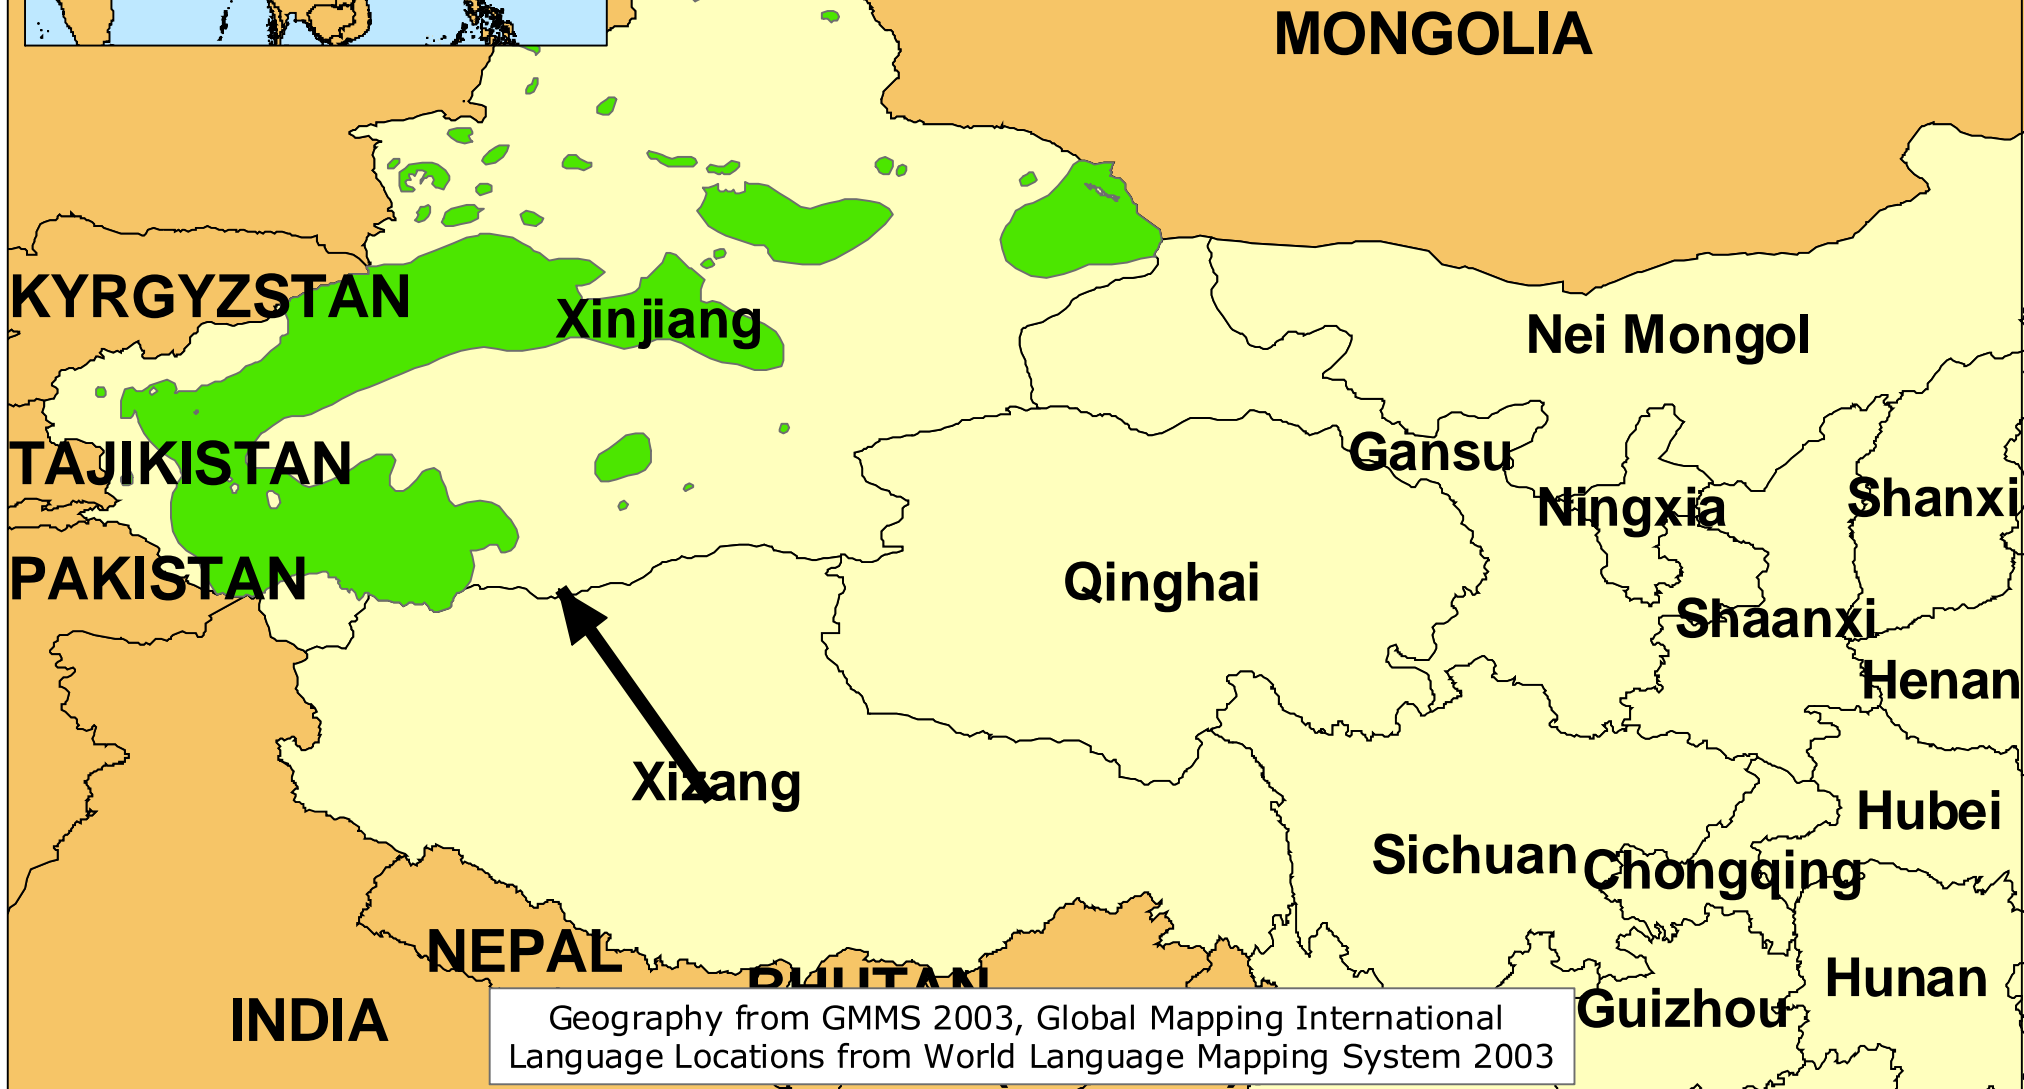 MONGOLIA
KYRGYZSTAN
Xinjiang
Nei Mongol
TAJIKISTAN
Gansu
Ningxia
Shanxi
PAKISTAN
Qinghai
Shaanxi
Henan
Xizang
Hubei
Sichuan
Chongqing
NEPAL
BHUTAN
Hunan
INDIA
Guizhou
Geography from GMMS 2003, Global Mapping International
Language Locations from World Language Mapping System 2003